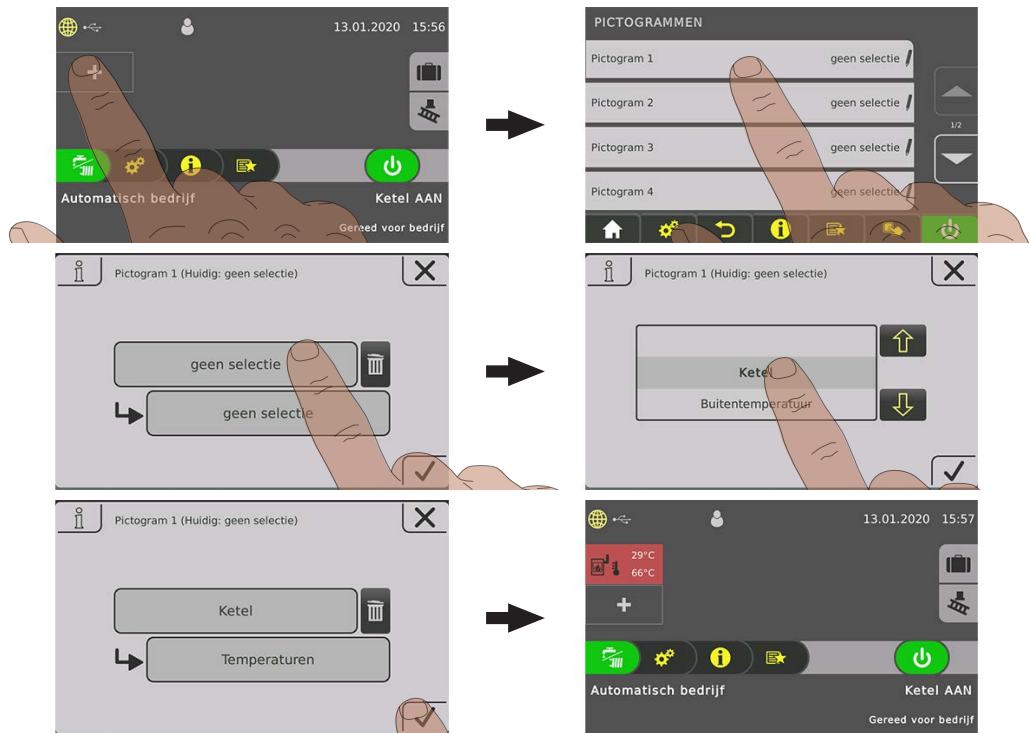 13.01.2020 15:56
Automatisch bedrijf
Ketel AAN
Gereed voor bedrijf
PICTOGRAMMEN
Pictogram 1 geen selectie
Pictogram 2 geen selectie
1/2
Pictogram 3 geen selectie
Pictogram 4 geen selectie
Pictogram 1 (Huidig: geen selectie)
geen selectie
geen selectie
Pictogram 1 (Huidig: geen selectie)
Ketel
Buitentemperatuur
Pictogram 1 (Huidig: geen selectie)
Ketel
Temperaturen
13.01.2020 15:57
29°C
66°C
Automatisch bedrijf
Ketel AAN
Gereed voor bedrijf